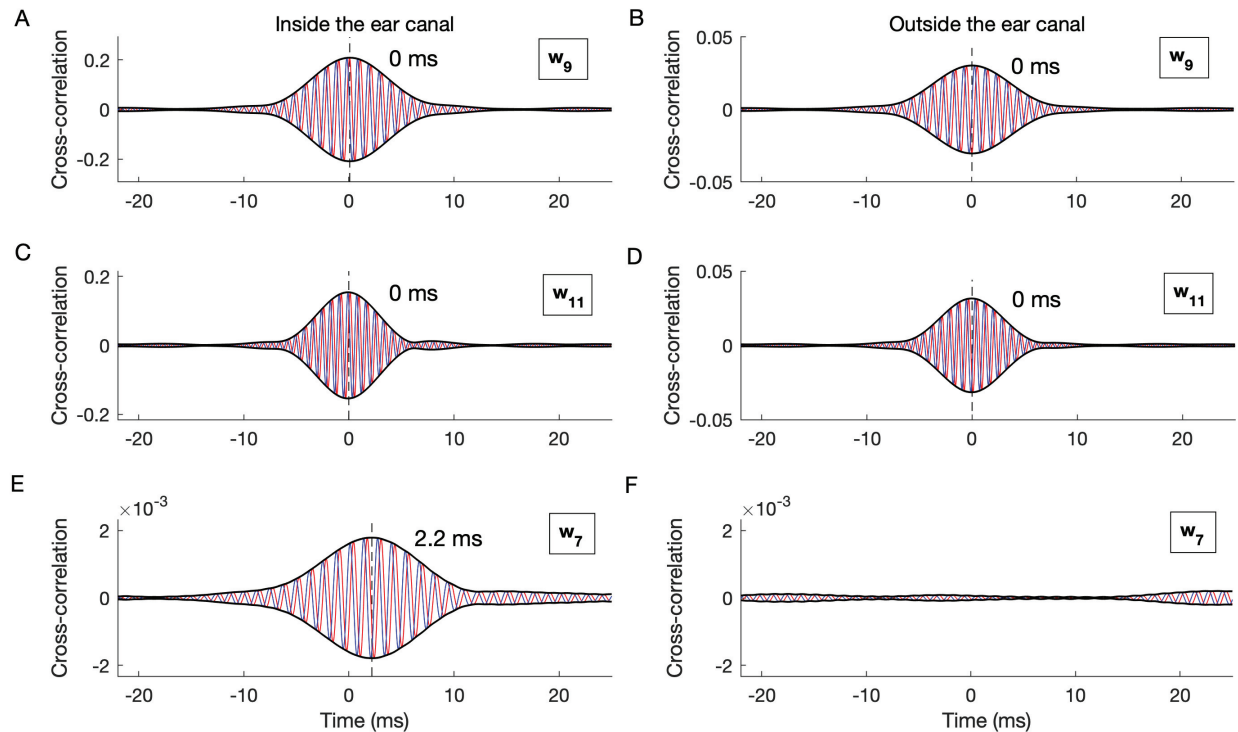 A
Inside the ear canal
B
Outside the ear canal
Cross-correlation
0.2
0
-0.2
0 ms
w9
-20
-10
0
10
20
Cross-correlation
0.05
0
-0.05
0 ms
w9
-20
-10
0
10
20
C
Cross-correlation
0.2
0
-0.2
0 ms
w11
-20
-10
0
10
20
D
Cross-correlation
0.05
0
-0.05
0 ms
w11
-20
-10
0
10
20
E
×10-3
Cross-correlation
2
0
-2
2.2 ms
w7
-20
-10
0
10
20
Time (ms)
F
×10-3
Cross-correlation
2
0
-2
w7
-20
-10
0
10
20
Time (ms)